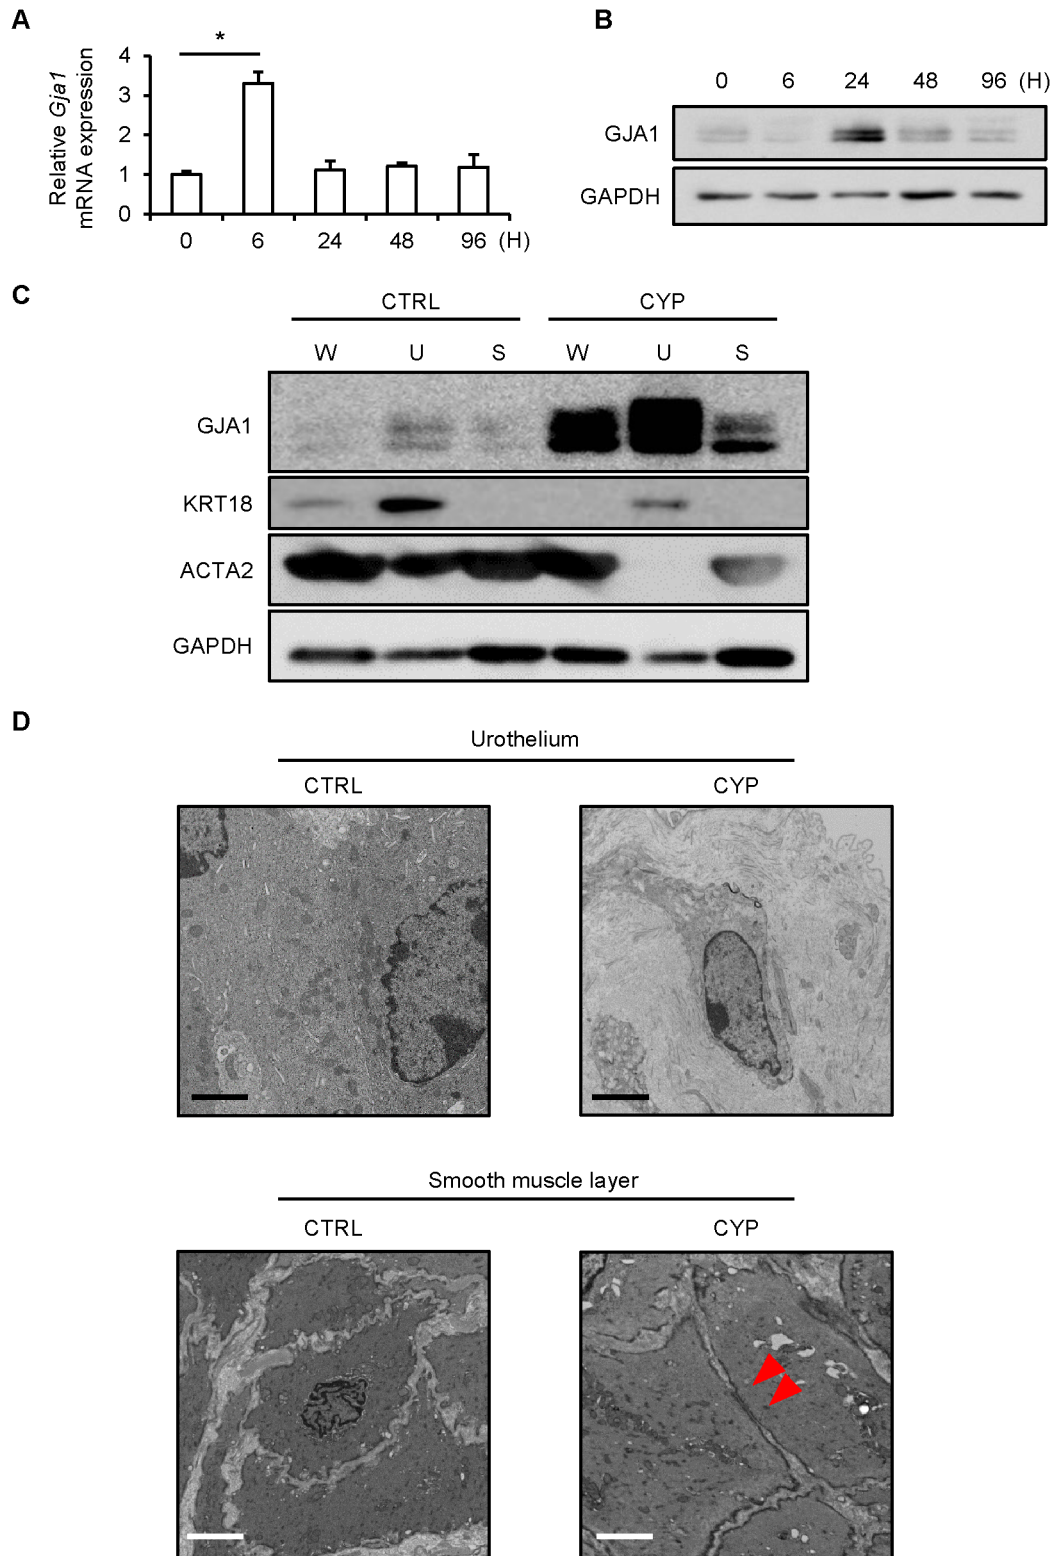 A
*
4
3
2
1
0
Relative Gja1
mRNA expression
0 6 24 48 96 (H)
B
0 6 24 48 96 (H)
GJA1
GAPDH
C
CTRL CYP
W U S W U S
GJA1
KRT18
ACTA2
GAPDH
D
Urothelium
CTRL CYP
Smooth muscle layer
CTRL CYP